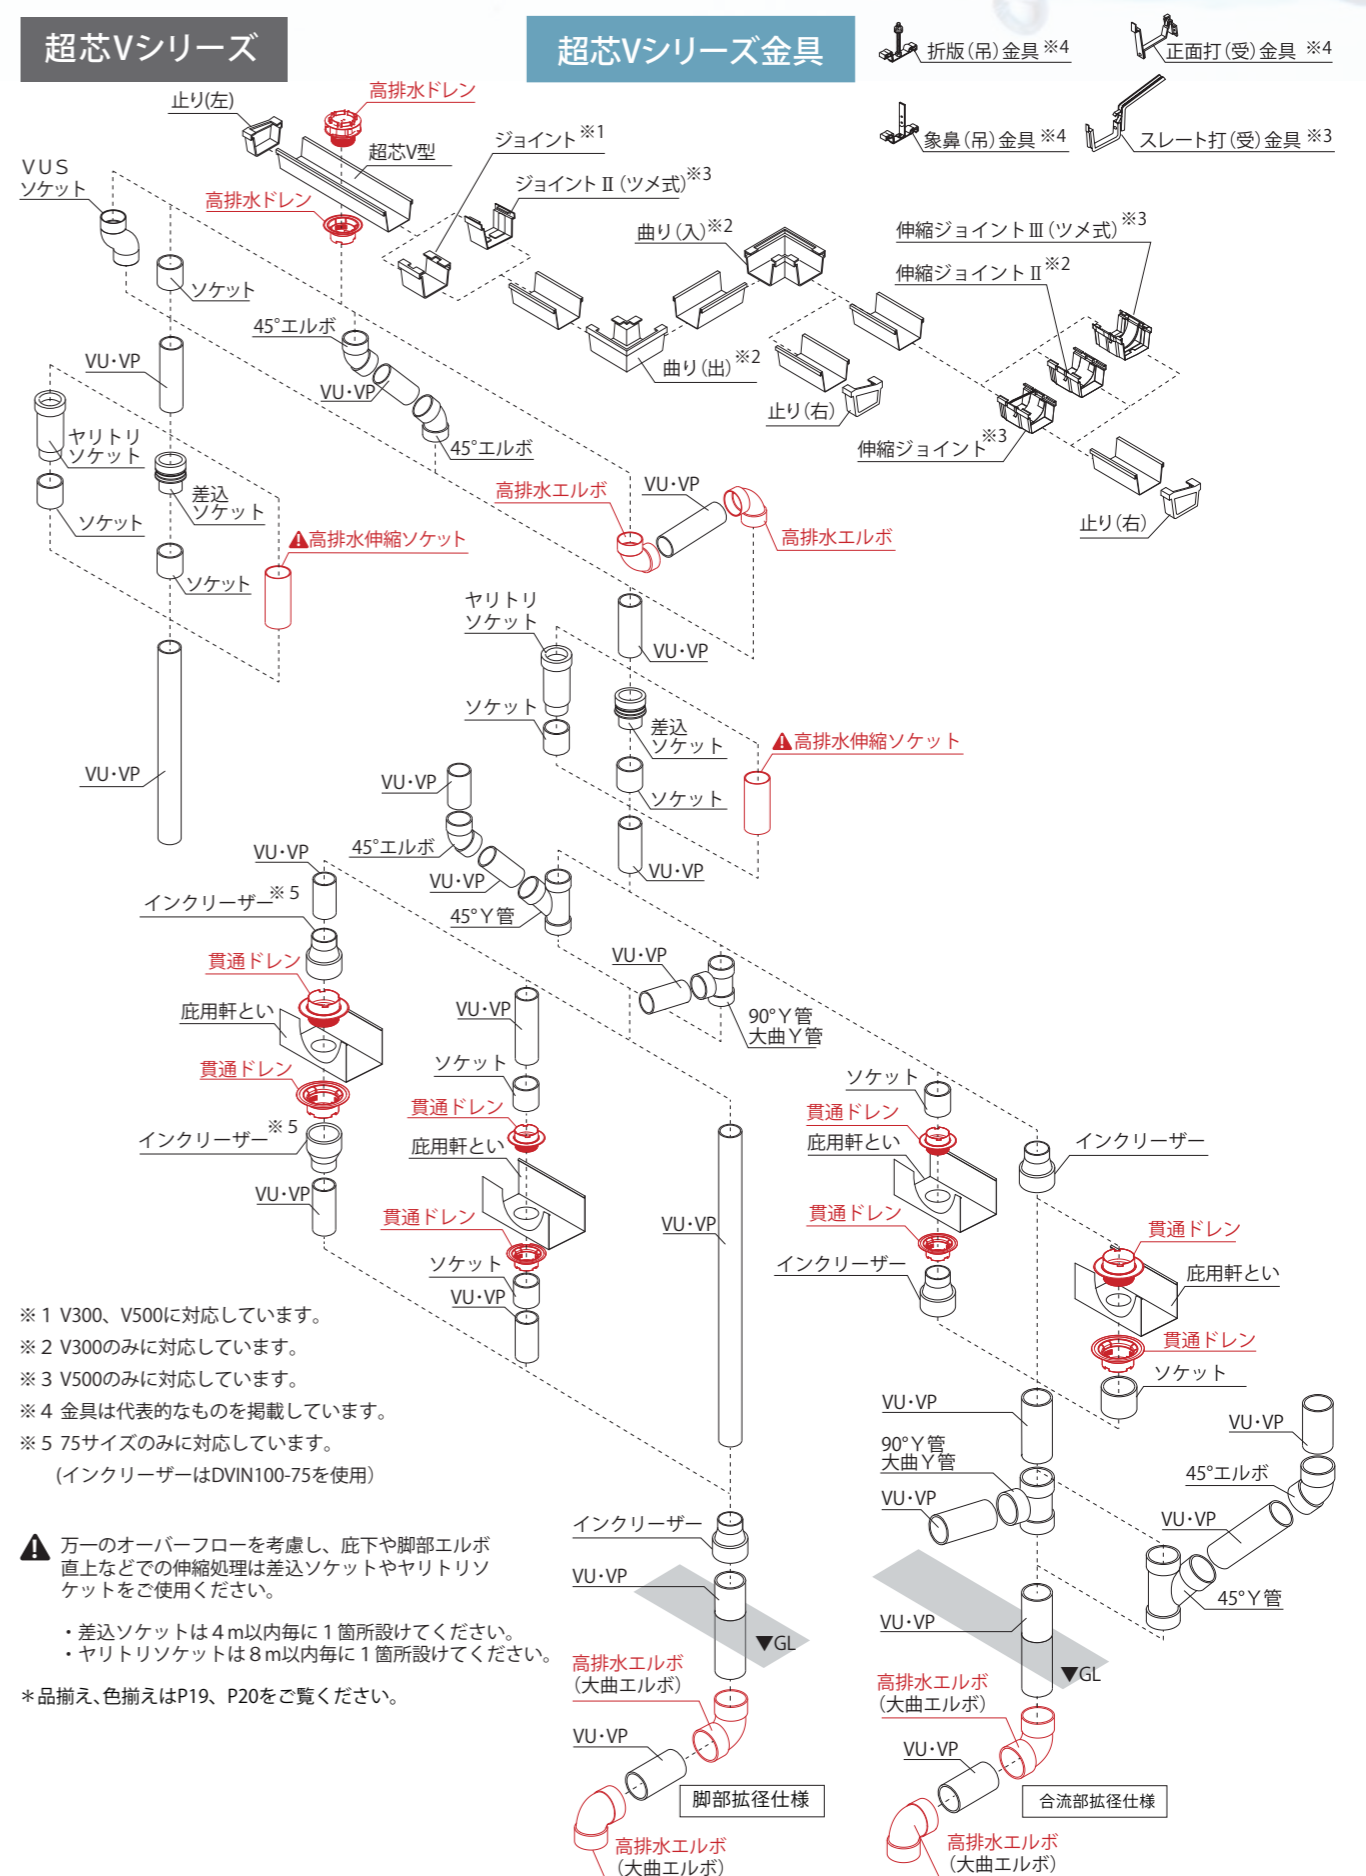 超芯Vシリーズ
超芯Vシリーズ金具
折版(吊)金具 ※4
正面打(受)金具 ※4
象鼻(吊)金具 ※4
スレート打(受)金具 ※3
止り(左)
高排水ドレン
超芯V型
ジョイント※1
ジョイントⅡ(ツメ式)※3
VUS
ソケット
高排水ドレン
曲り(入)※2
伸縮ジョイントⅢ(ツメ式)※3
伸縮ジョイントⅡ※2
ソケット
45°エルボ
VU・VP
VU・VP
曲り(出)※2
止り(右)
伸縮ジョイント※3
45°エルボ
止り(右)
ヤリトリ
ソケット
差込
ソケット
ソケット
高排水エルボ
VU・VP
高排水エルボ
高排水伸縮ソケット
ソケット
ヤリトリ
ソケット
VU・VP
ソケット
差込
ソケット
高排水伸縮ソケット
VU・VP
VU・VP
ソケット
45°エルボ
VU・VP
VU・VP
VU・VP
インクリーザー※5
45°Y管
貫通ドレン
VU・VP
庇用軒とい
VU・VP
90°Y管
大曲Y管
貫通ドレン
ソケット
ソケット
貫通ドレン
貫通ドレン
インクリーザー※5
庇用軒とい
庇用軒とい
インクリーザー
VU・VP
貫通ドレン
VU・VP
貫通ドレン
貫通ドレン
ソケット
インクリーザー
庇用軒とい
VU・VP
貫通ドレン
ソケット
※1 V300、V500に対応しています。
※2 V300のみに対応しています。
※3 V500のみに対応しています。
※4 金具は代表的なものを掲載しています。
※5 75サイズのみに対応しています。
(インクリーザーはDVIN100-75を使用)
VU・VP
VU・VP
90°Y管
大曲Y管
45°エルボ
VU・VP
VU・VP
インクリーザー
VU・VP
45°Y管
VU・VP
▼GL
▼GL
万一のオーバーフローを考慮し、庇下や脚部エルボ
直上などでの伸縮処理は差込ソケットやヤリトリソ
ケットをご使用ください。
・差込ソケットは4m以内毎に1箇所設けてください。
・ヤリトリソケットは8m以内毎に1箇所設けてください。
＊品揃え、色揃えはP19、P20をご覧ください。
高排水エルボ
(大曲エルボ)
高排水エルボ
(大曲エルボ)
VU・VP
VU・VP
脚部拡径仕様
合流部拡径仕様
高排水エルボ
(大曲エルボ)
高排水エルボ
(大曲エルボ)